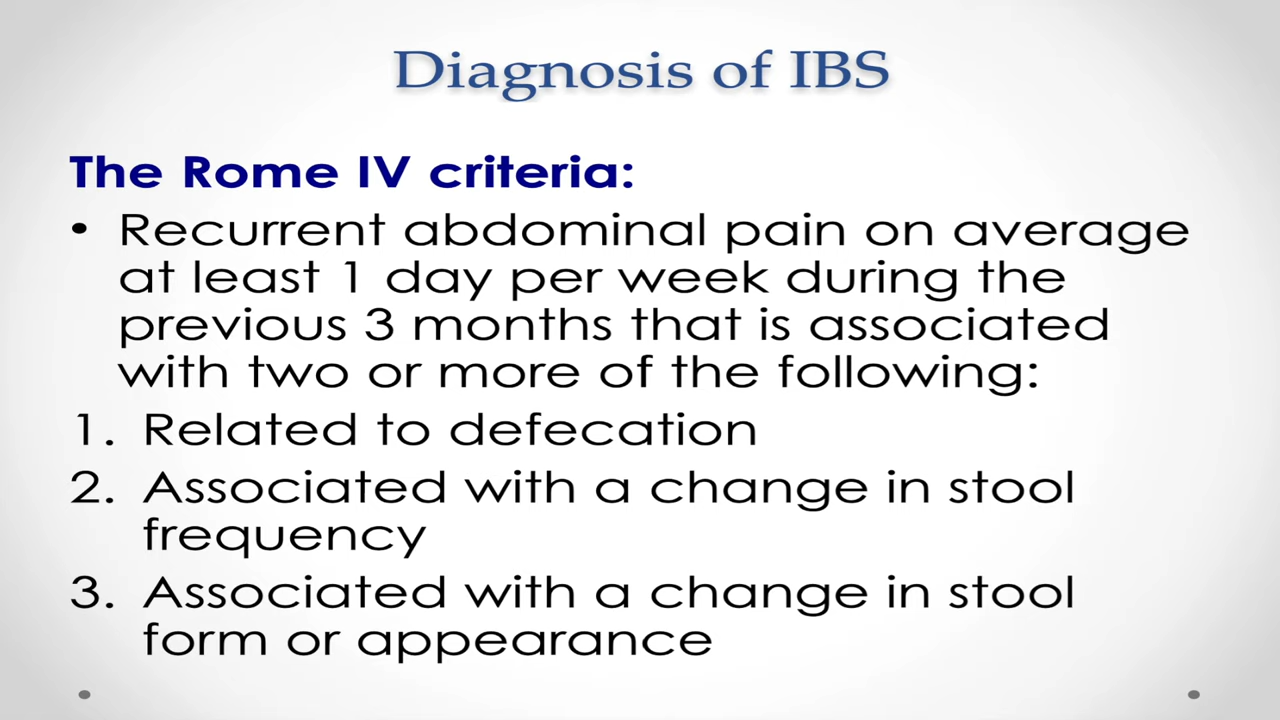 Diagnosis of IBS
The Rome IV criteria:
• Recurrent abdominal pain on average
at least 1 day per week during the
previous 3 months that is associated
with two or more of the following:
1. Related to defecation
2. Associated with a change in stool
frequency
3. Associated with a change in stool
form or appearance